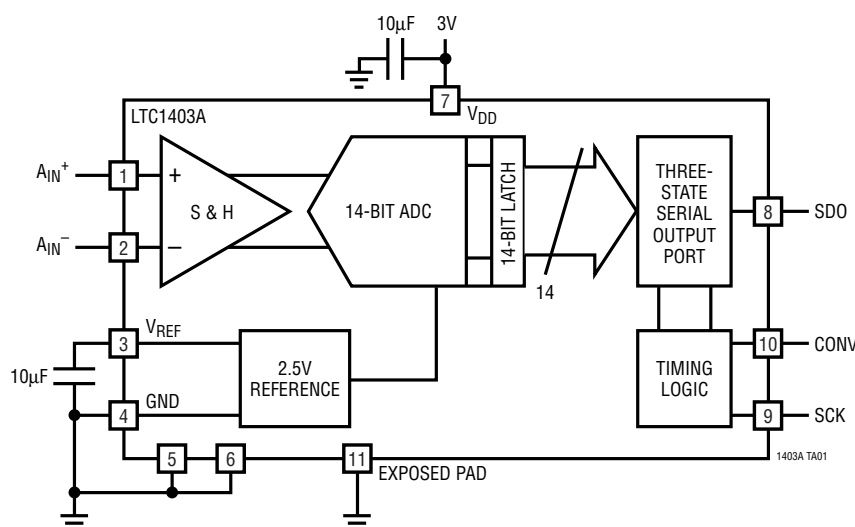 10µF 3V
7
LTC1403A
VDD
AIN+
1
+
S & H
14-BIT ADC
14-BIT LATCH
THREE-
STATE
SERIAL
OUTPUT
PORT
8
SDO
AIN–
2
–
14
3
VREF
10µF
2.5V
REFERENCE
4
GND
TIMING
LOGIC
10
CONV
9
SCK
5
6
11
EXPOSED PAD
1403A TA01